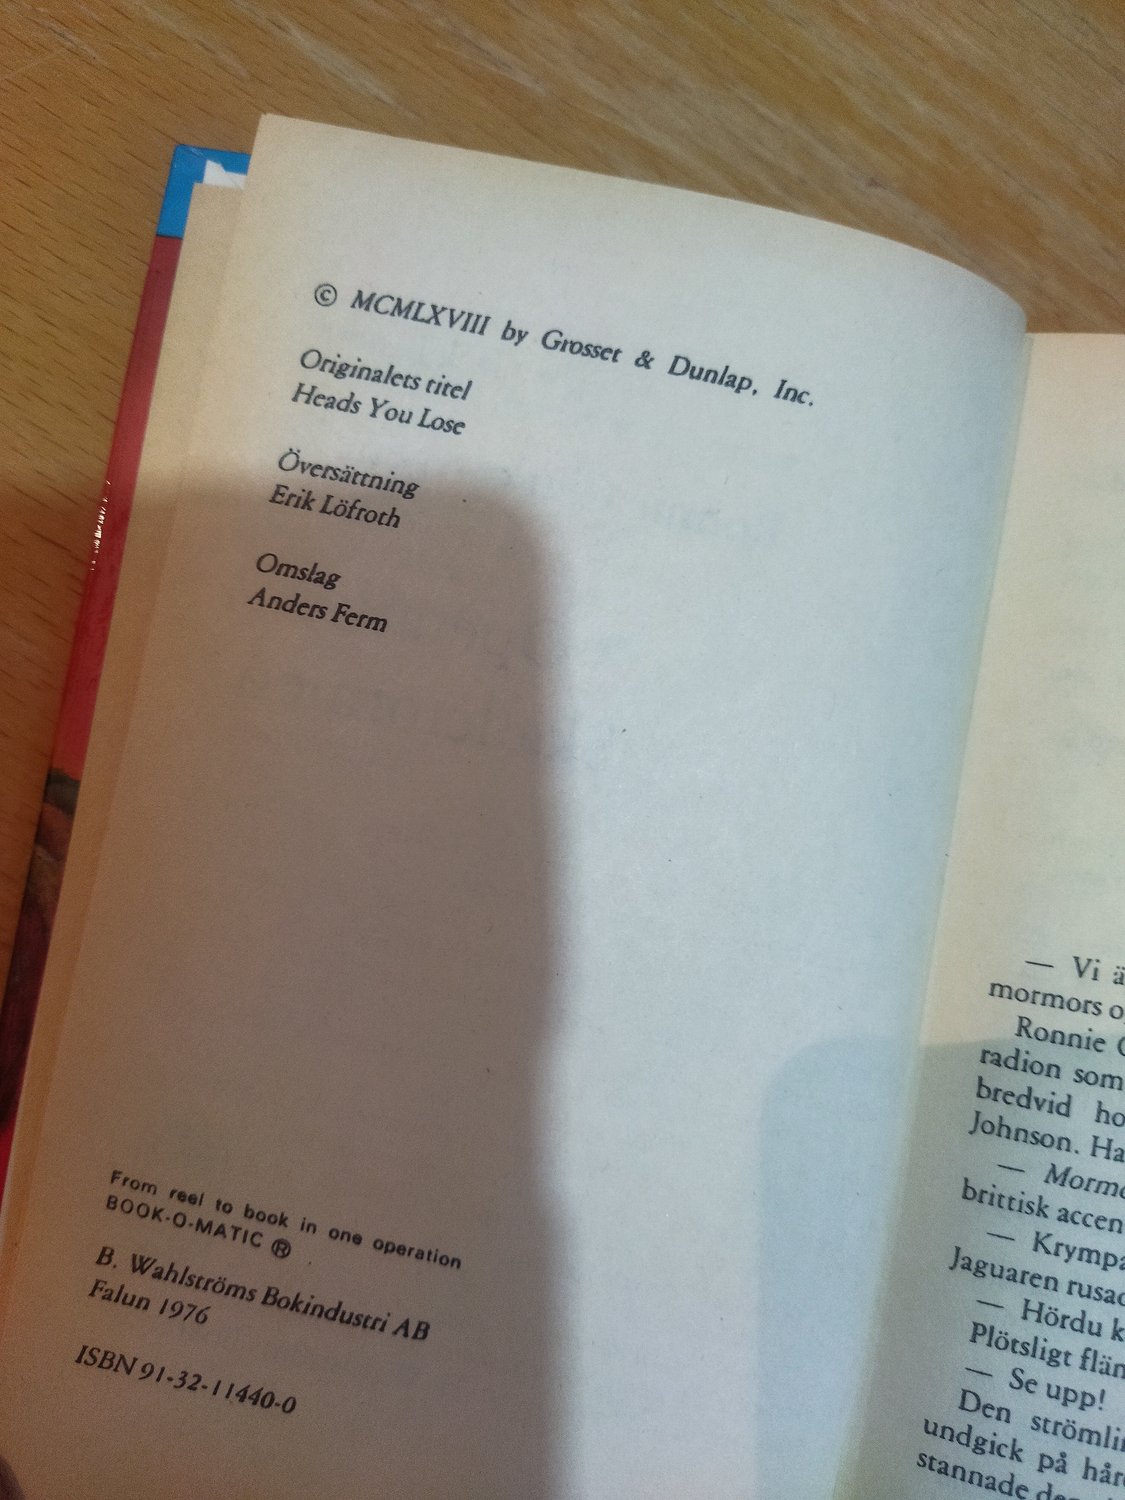 © MCMLXVIII by Grosset & Dunlap, Inc.
Originalets titel
Heads You Lose
Översättning
Erik Löfroth
Omslag
Anders Ferm
From reel to book in one operation
BOOK-O-MATIC ®
B. Wahlströms Bokindustri AB
Falun 1976
ISBN 91-32-11440-0
— Vi
mormors
Ronnie
radion som
bredvid
Johnson.
—
brittisk
—
Jaguaren
— Hördu
Plötsligt
— Se upp!
Den
undgick på
stannade